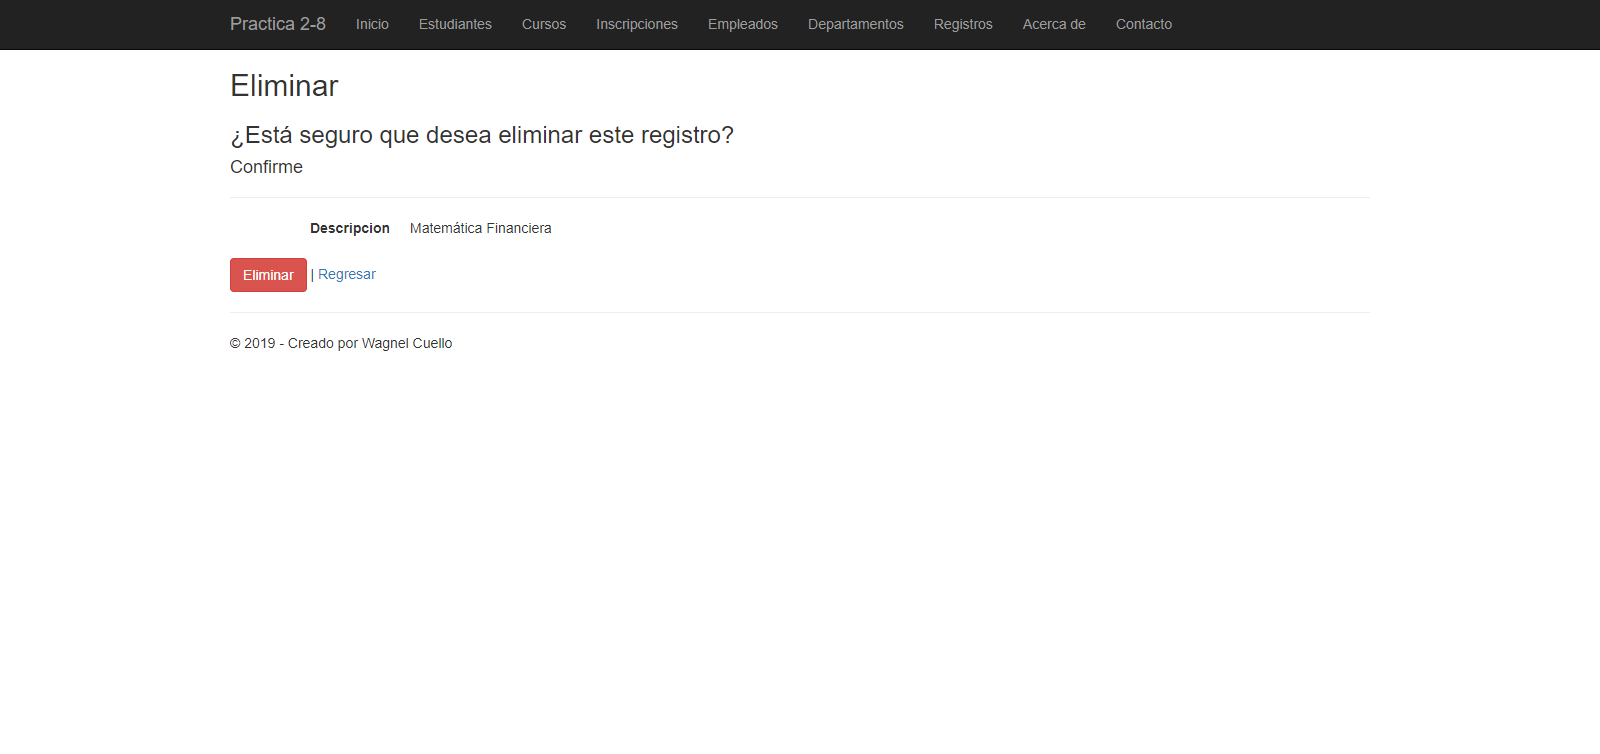 Practica 2-8 Inicio Estudiantes Cursos Inscripciones Empleados Departamentos Registros Acerca de Contacto
Eliminar
¿Está seguro que desea eliminar este registro?
Confirme
Descripcion Matemática Financiera
Eliminar | Regresar
© 2019 - Creado por Wagnel Cuello